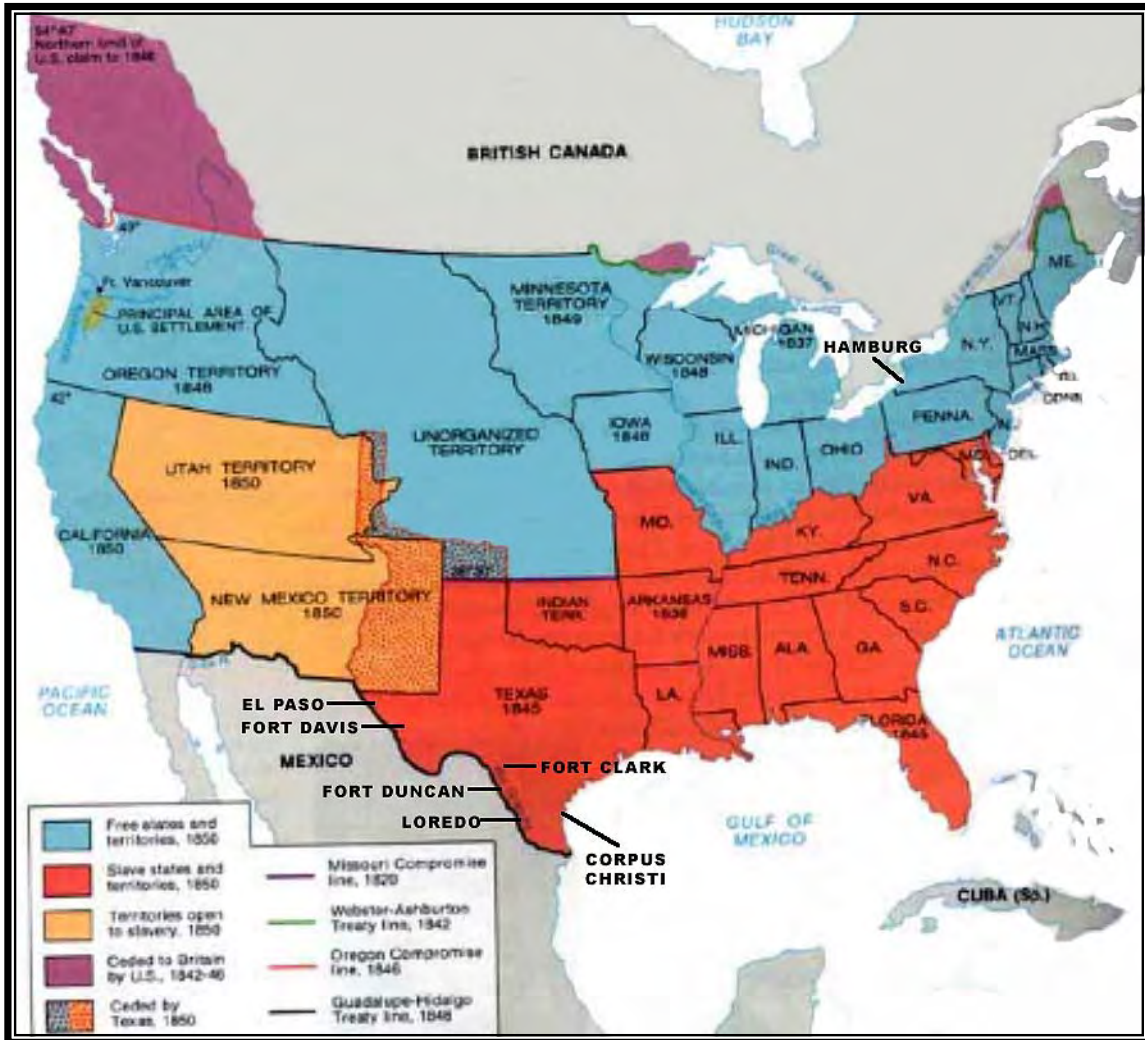 54°47'
Northern limit of
U.S. claim to 1846
HUDSON
BAY
BRITISH CANADA
49°
Ft. Vancouver
PRINCIPAL AREA OF
U.S. SETTLEMENT
OREGON TERRITORY
1848
42°
MINNESOTA
TERRITORY
1849
WISCONSIN
1848
MICHIGAN
1837
HAMBURG
ME.
VT.
N.H.
MASS.
N.Y.
CONN.
PENNA.
N.J.
MD.
DEL.
UNORGANIZED
TERRITORY
IOWA
1846
ILL.
IND.
OHIO
UTAH TERRITORY
1850
CALIFORNIA
1850
NEW MEXICO TERRITORY
1850
36°30'
MO.
KY.
VA.
N.C.
TENN.
S.C.
INDIAN
TERR.
ARKANSAS
1836
MISS.
ALA.
GA.
LA.
TEXAS
1845
FLORIDA
1845
ATLANTIC
OCEAN
PACIFIC
OCEAN
EL PASO
FORT DAVIS
MEXICO
FORT CLARK
FORT DUNCAN
LOREDO
CORPUS
CHRISTI
GULF OF
MEXICO
CUBA (Sp.)
Free states and
territories, 1850
Slave states and
territories, 1850
Territories open
to slavery, 1850
Ceded to Britain
by U.S., 1842-46
Ceded by
Texas, 1850
Missouri Compromise
line, 1820
Webster-Ashburton
Treaty line, 1842
Oregon Compromise
line, 1846
Guadalupe-Hidalgo
Treaty line, 1848